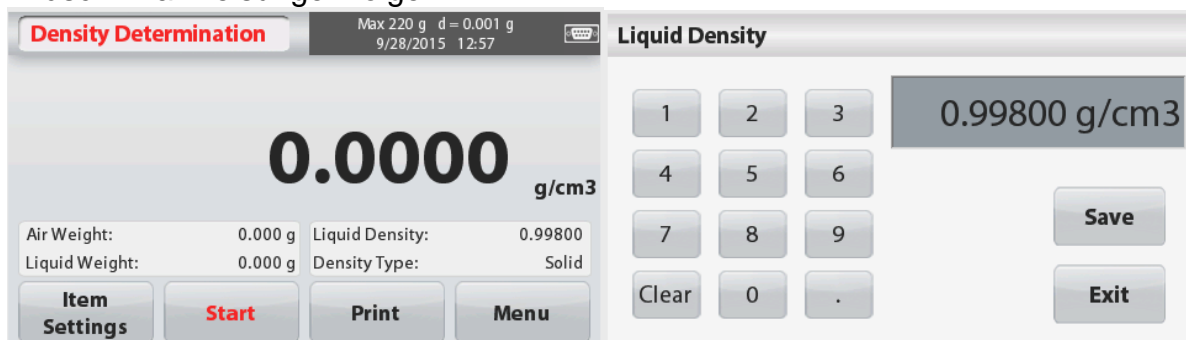 Density Determination
Max 220 g d = 0.001 g
9/28/2015 12:57
0.0000
g/cm3
Air Weight: 0.000 g Liquid Density: 0.99800
Liquid Weight: 0.000 g Density Type: Solid
Item
Settings
Start
Print
Menu
Liquid Density
0.99800 g/cm3
1 2 3
4 5 6
7 8 9
Clear 0 .
Save
Exit